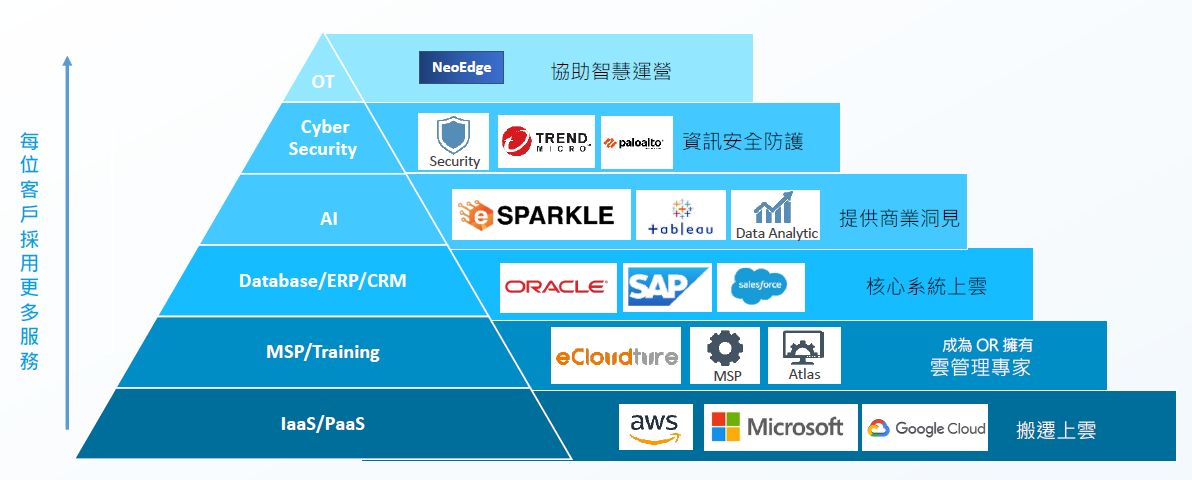 每位客戶採用更多服務
OT
NeoEdge
協助智慧運營
Cyber
Security
Security
TREND
MICRO
paloalto
資訊安全防護
AI
eSPARKLE
+ableau
Data Analytic
提供商業洞見
Database/ERP/CRM
ORACLE
SAP
salesforce
核心系統上雲
MSP/Training
eCloudture
MSP
Atlas
成為 OR 擁有
雲管理專家
IaaS/PaaS
aws
Microsoft
Google Cloud
搬遷上雲